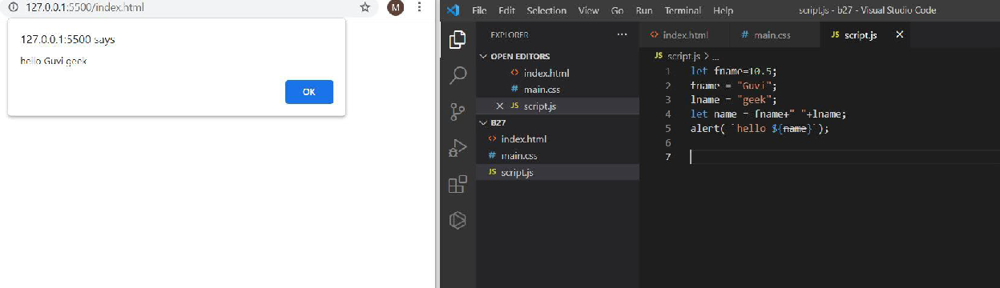 127.0.0.1:5500/index.html
M
127.0.0.1:5500 says
hello Guvi geek
OK
File Edit Selection View Go Run Terminal Help
script.js - b27 - Visual Studio Code
EXPLORER ...
OPEN EDITORS
<> index.html
# main.css
X JS script.js
B27
<> index.html
# main.css
JS script.js
<> index.html # main.css JS script.js X
JS script.js > ...
1 let fname=10.5;
2 fname = "Guvi";
3 lname = "geek";
4 let name = fname+" "+lname;
5 alert( `hello ${name}`);
6
7